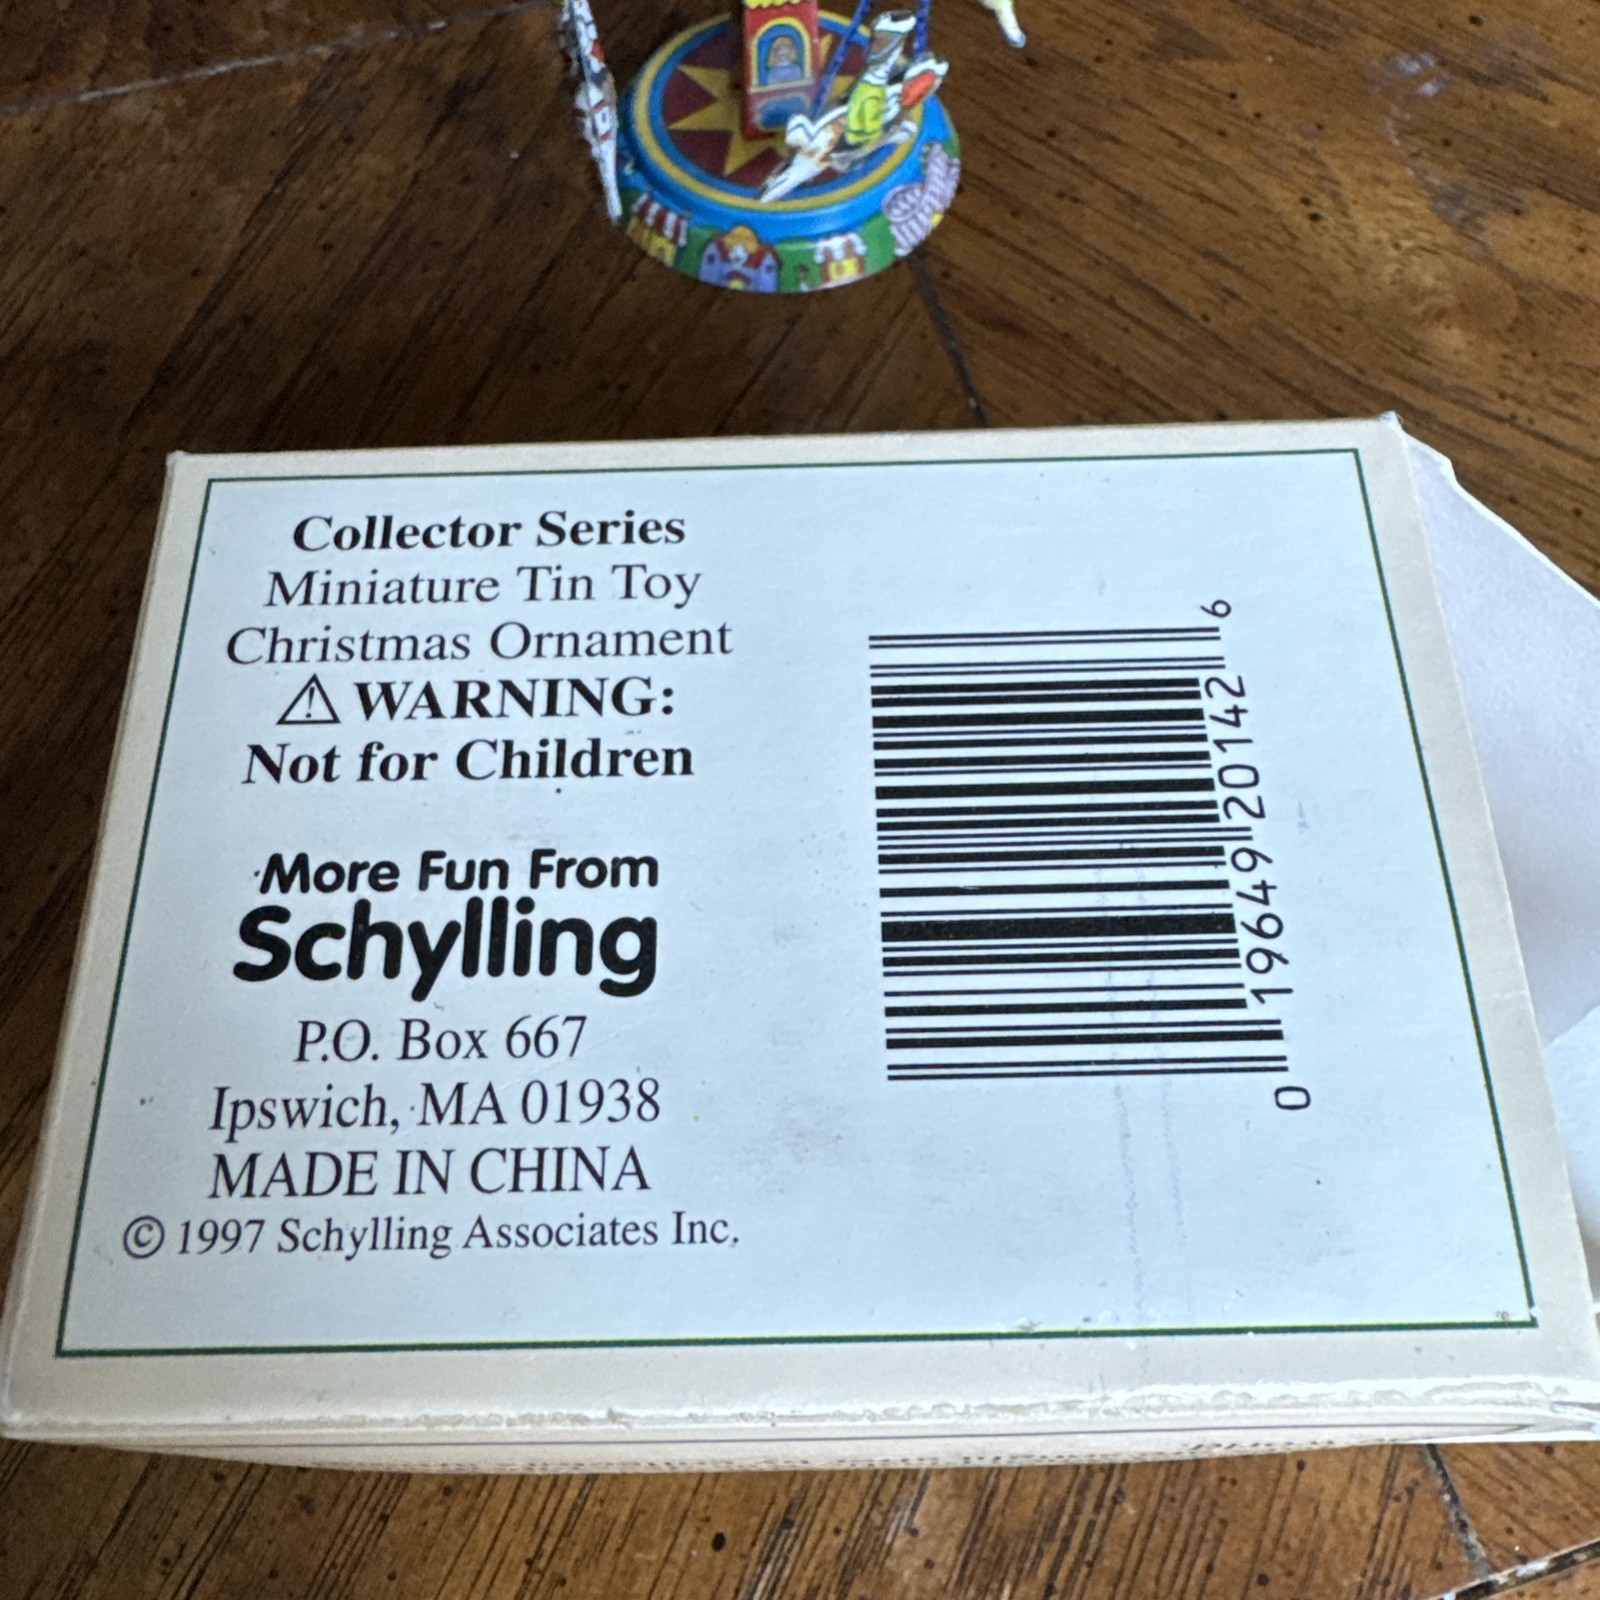 Collector Series
Miniature Tin Toy
Christmas Ornament
⚠ WARNING:
Not for Children
More Fun From
Schylling
P.O. Box 667
Ipswich, MA 01938
MADE IN CHINA
© 1997 Schylling Associates Inc.
0 19649 20142 6